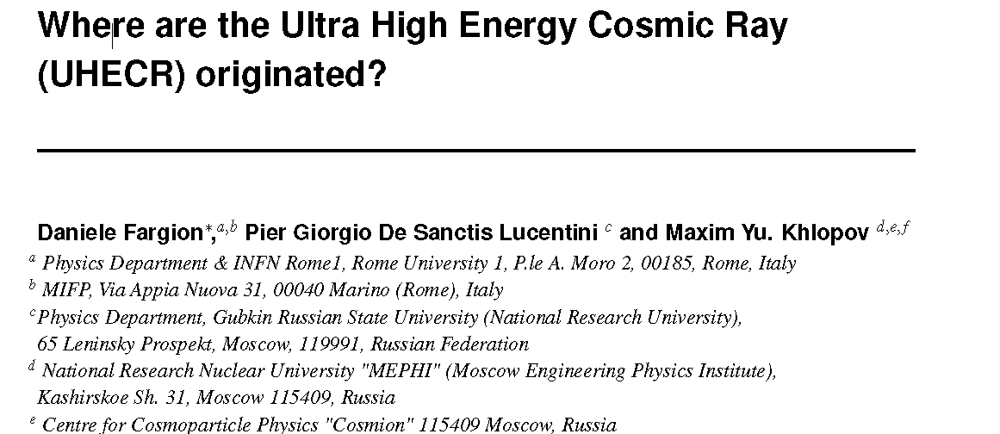 Where are the Ultra High Energy Cosmic Ray
(UHECR) originated?
Daniele Fargion*,a,b Pier Giorgio De Sanctis Lucentini c and Maxim Yu. Khlopov d,e,f
a Physics Department & INFN Rome1, Rome University 1, P.le A. Moro 2, 00185, Rome, Italy
b MIFP, Via Appia Nuova 31, 00040 Marino (Rome), Italy
cPhysics Department, Gubkin Russian State University (National Research University),
65 Leninsky Prospekt, Moscow, 119991, Russian Federation
d National Research Nuclear University "MEPHI" (Moscow Engineering Physics Institute),
Kashirskoe Sh. 31, Moscow 115409, Russia
e Centre for Cosmoparticle Physics "Cosmion" 115409 Moscow, Russia